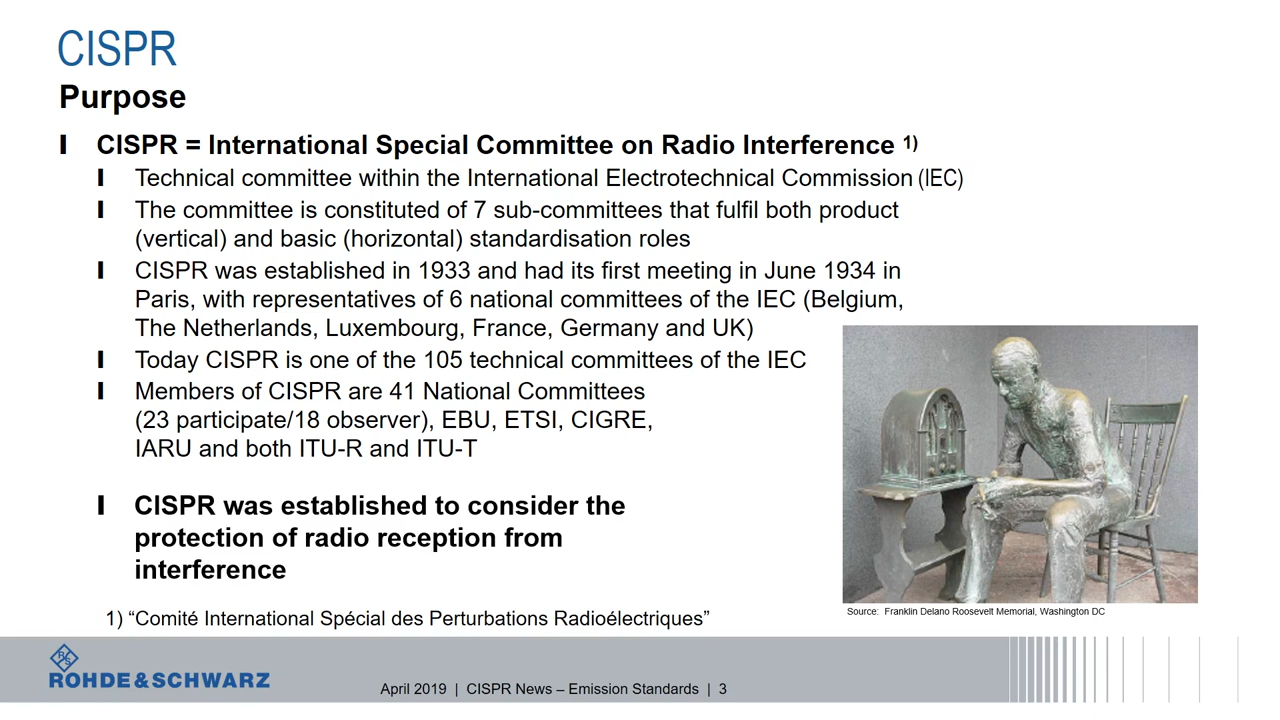 CISPR
Purpose
CISPR = International Special Committee on Radio Interference 1)
Technical committee within the International Electrotechnical Commission (IEC)
The committee is constituted of 7 sub-committees that fulfil both product
(vertical) and basic (horizontal) standardisation roles
CISPR was established in 1933 and had its first meeting in June 1934 in
Paris, with representatives of 6 national committees of the IEC (Belgium,
The Netherlands, Luxembourg, France, Germany and UK)
Today CISPR is one of the 105 technical committees of the IEC
Members of CISPR are 41 National Committees
(23 participate/18 observer), EBU, ETSI, CIGRE,
IARU and both ITU-R and ITU-T
CISPR was established to consider the
protection of radio reception from
interference
Source: Franklin Delano Roosevelt Memorial, Washington DC
1) “Comité International Spécial des Perturbations Radioélectriques”
R S
ROHDE & SCHWARZ
April 2019 | CISPR News – Emission Standards | 3